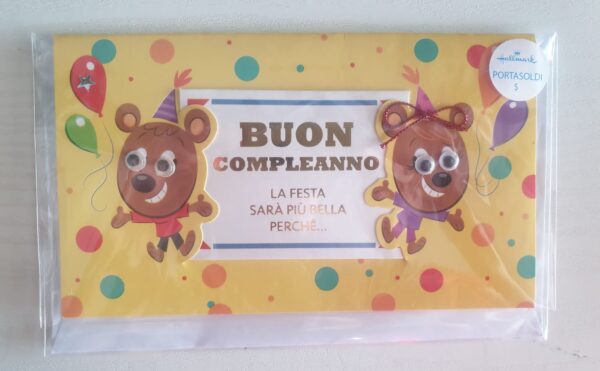 Hallmark
PORTASOLDI
5
BUON
COMPLEANNO
LA FESTA
SARÀ PIÙ BELLA
PERCHÉ...